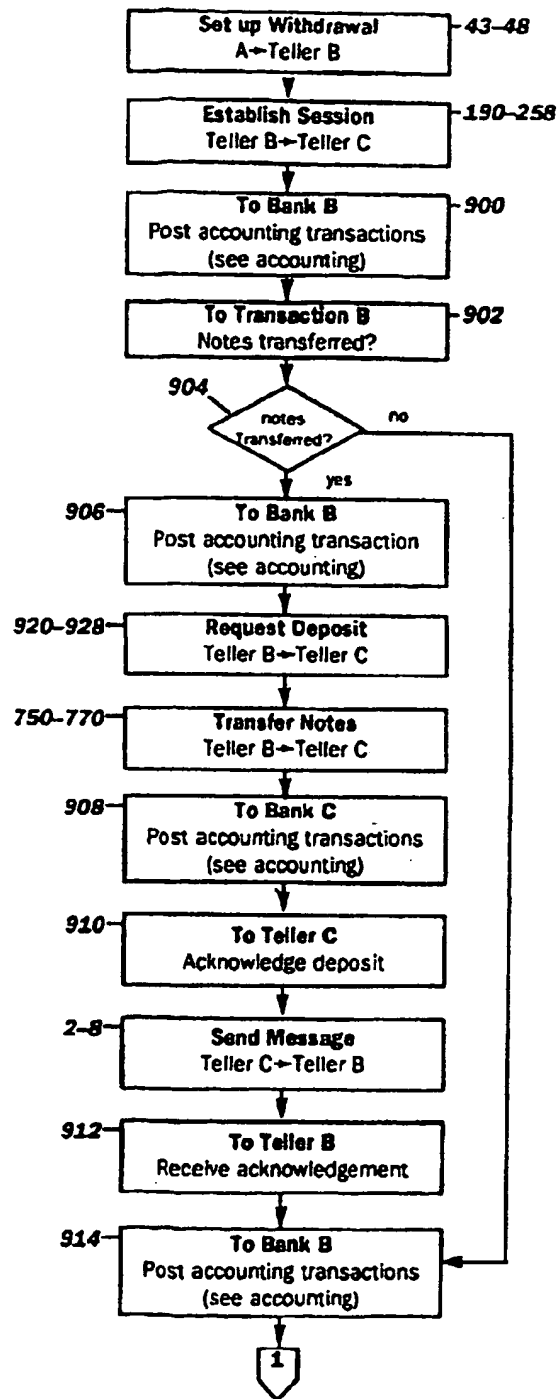 Set up Withdrawal
A→Teller B
43–48
Establish Session
Teller B→Teller C
190–258
To Bank B
Post accounting transactions
(see accounting)
900
To Transaction B
Notes transferred?
902
904
notes
Transferred?
no
yes
906
To Bank B
Post accounting transaction
(see accounting)
920–928
Request Deposit
Teller B→Teller C
750–770
Transfer Notes
Teller B→Teller C
908
To Bank C
Post accounting transactions
(see accounting)
910
To Teller C
Acknowledge deposit
2–8
Send Message
Teller C→Teller B
912
To Teller B
Receive acknowledgement
914
To Bank B
Post accounting transactions
(see accounting)
1